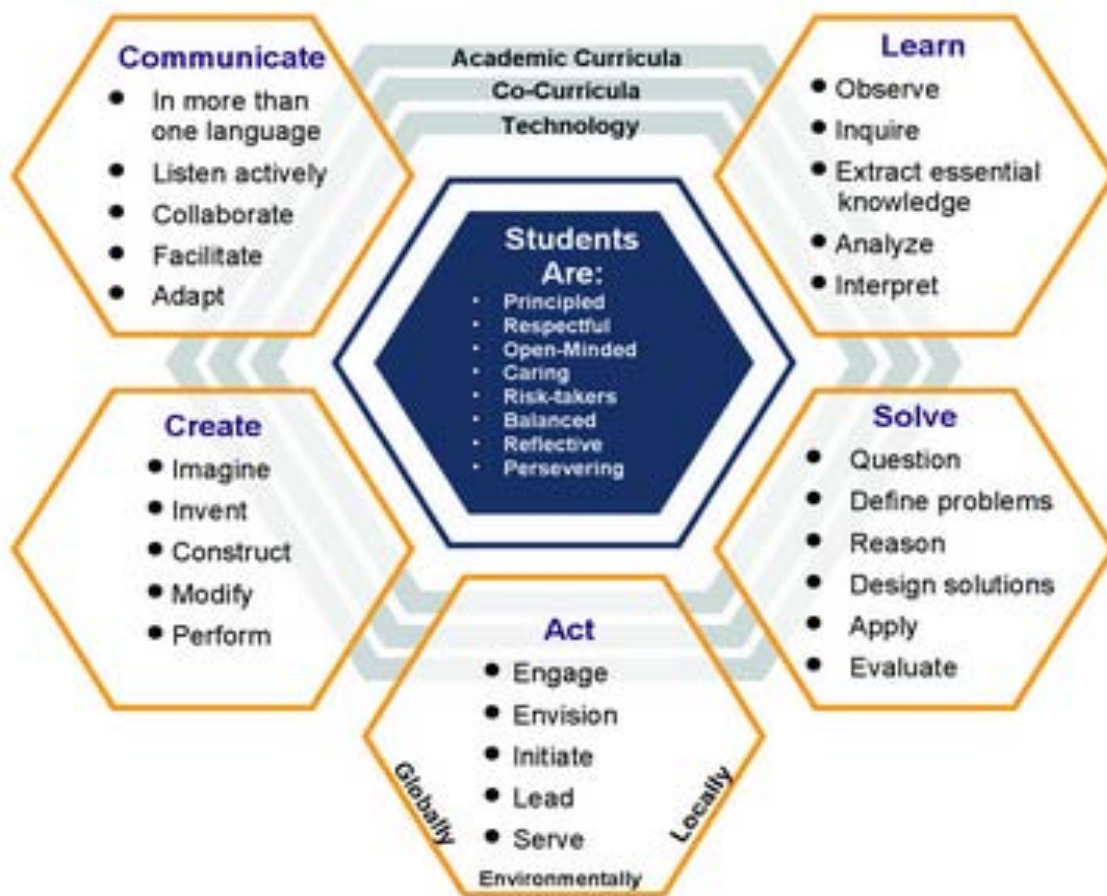 Communicate
• In more than
one language
• Listen actively
• Collaborate
• Facilitate
• Adapt
Academic Curricula
Co-Curricula
Technology
Learn
• Observe
• Inquire
• Extract essential
knowledge
• Analyze
• Interpret
Students
Are:
• Principled
• Respectful
• Open-Minded
• Caring
• Risk-takers
• Balanced
• Reflective
• Persevering
Create
• Imagine
• Invent
• Construct
• Modify
• Perform
Solve
• Question
• Define problems
• Reason
• Design solutions
• Apply
• Evaluate
Act
• Engage
• Envision
• Initiate
• Lead
• Serve
Globally
Environmentally
Locally